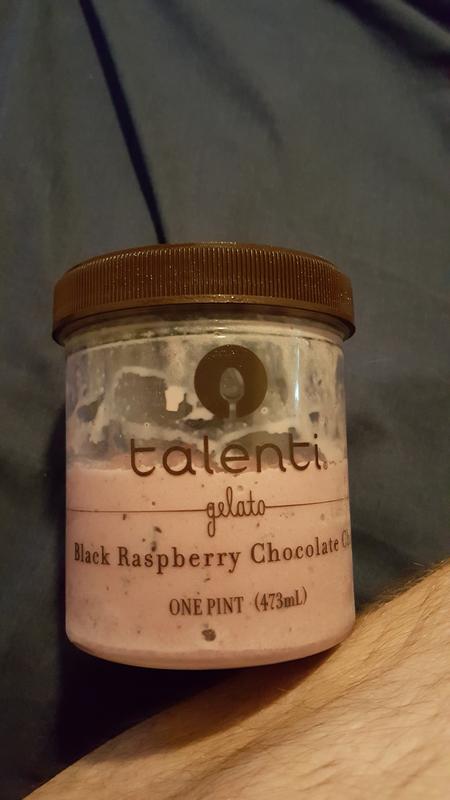 talenti
gelato
Black Raspberry Chocolate
ONE PINT (473mL)